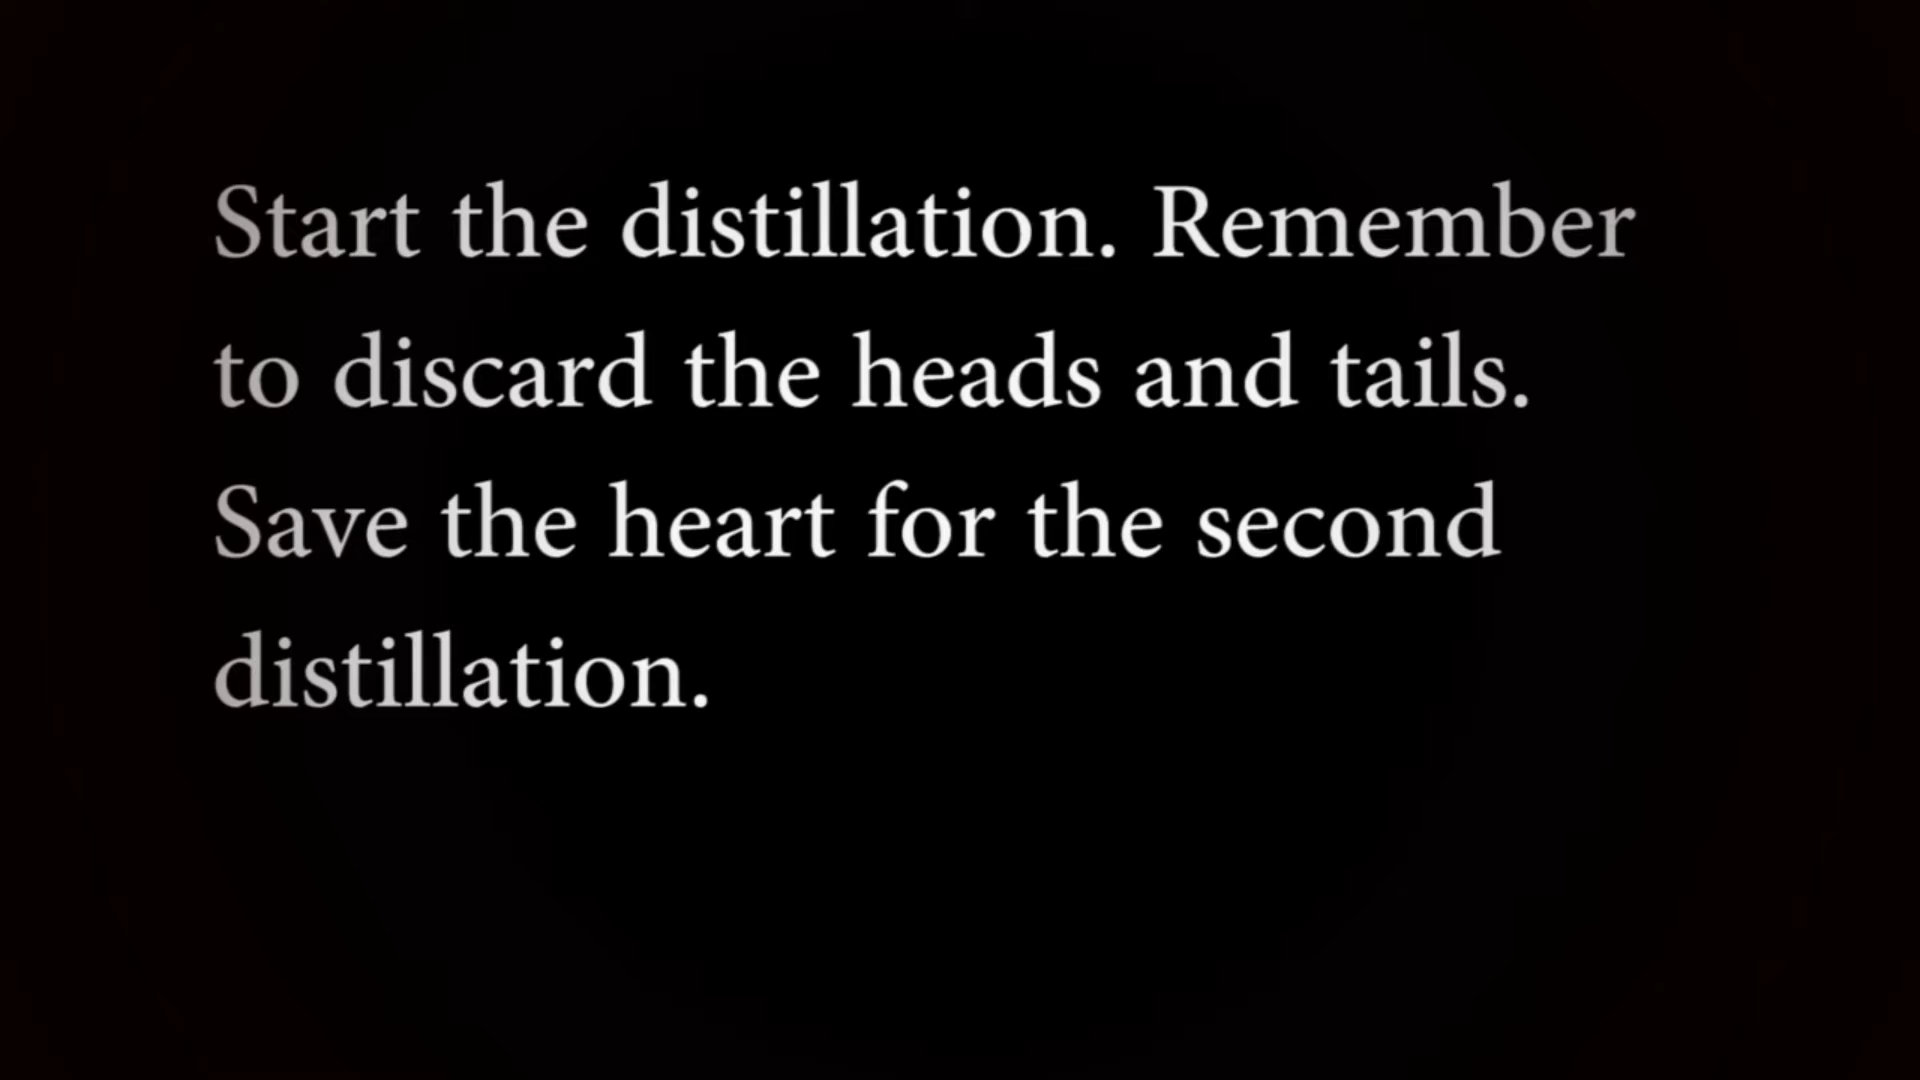 Start the distillation. Remember
to discard the heads and tails.
Save the heart for the second
distillation.